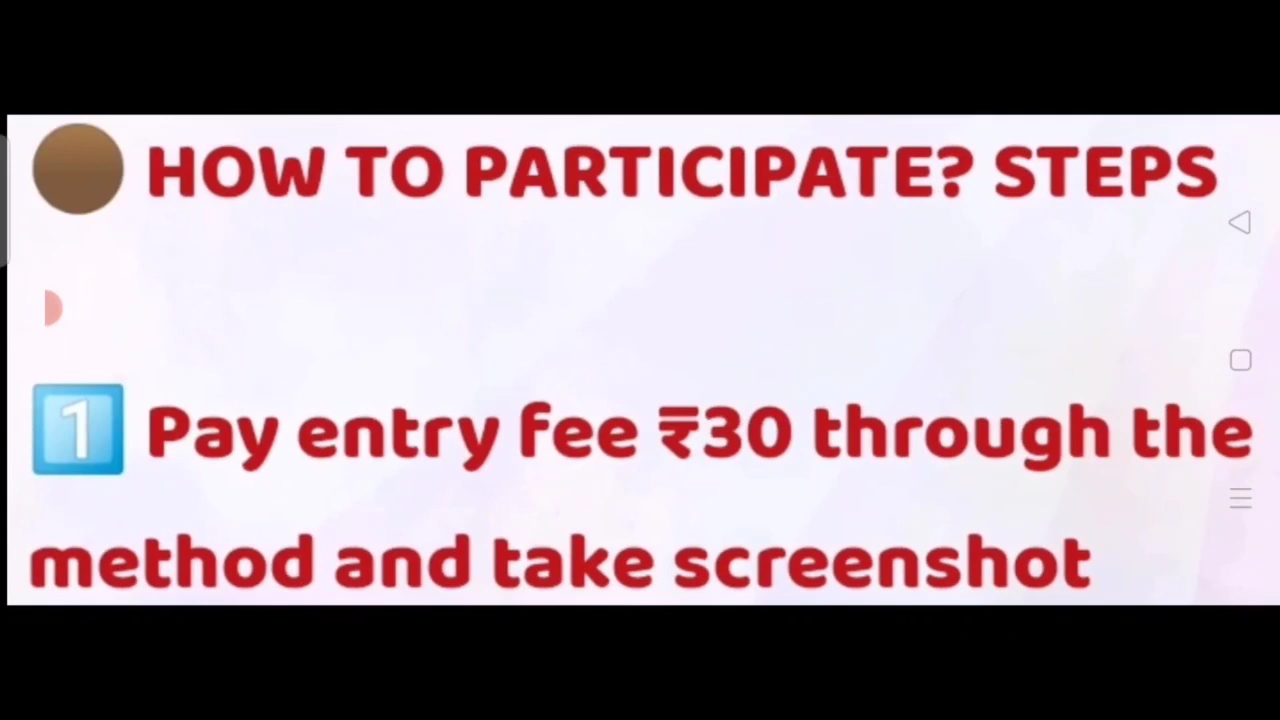 HOW TO PARTICIPATE? STEPS
1 Pay entry fee ₹30 through the
method and take screenshot